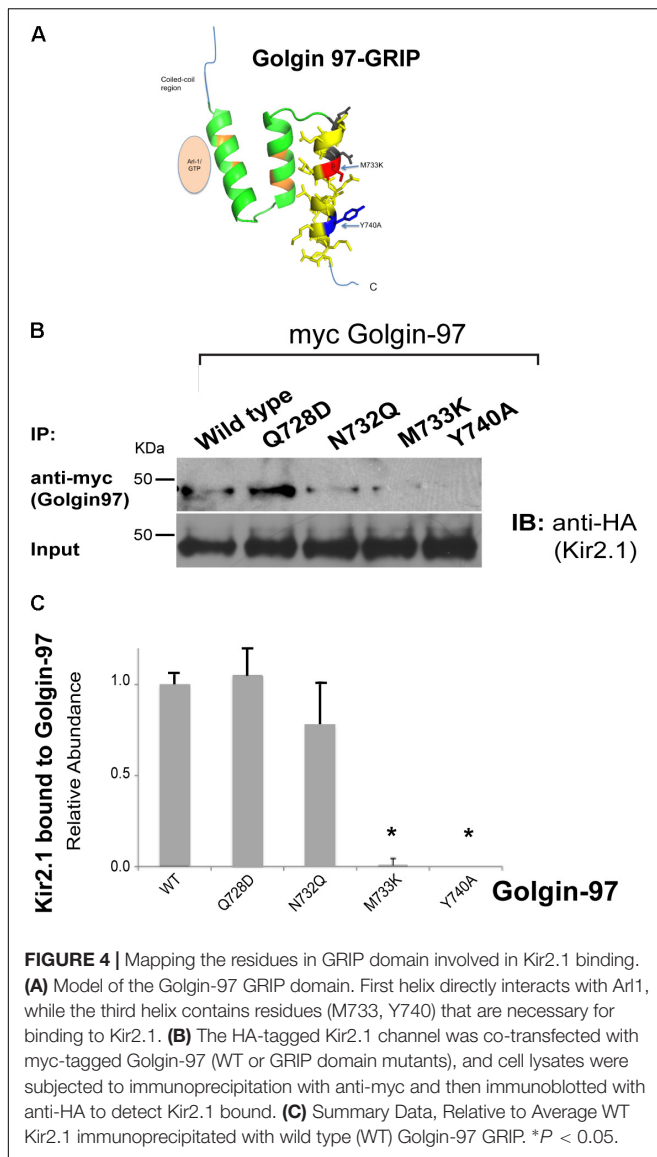 A
Golgin 97-GRIP
Coiled-coil
region
Arl-1/
GTP
M733K
Y740A
C
B
myc Golgin-97
IP:
Wild type
Q728D
N732Q
M733K
Y740A
KDa
anti-myc
(Golgin97)
50
Input
50
IB: anti-HA
(Kir2.1)
C
Kir2.1 bound to Golgin-97
Relative Abundance
1.0
0.5
0.0
*
*
WT
Q728D
N732Q
M733K
Y740A
Golgin-97
FIGURE 4 | Mapping the residues in GRIP domain involved in Kir2.1 binding.
(A) Model of the Golgin-97 GRIP domain. First helix directly interacts with Arl1,
while the third helix contains residues (M733, Y740) that are necessary for
binding to Kir2.1. (B) The HA-tagged Kir2.1 channel was co-transfected with
myc-tagged Golgin-97 (WT or GRIP domain mutants), and cell lysates were
subjected to immunoprecipitation with anti-myc and then immunoblotted with
anti-HA to detect Kir2.1 bound. (C) Summary Data, Relative to Average WT
Kir2.1 immunoprecipitated with wild type (WT) Golgin-97 GRIP. *P < 0.05.